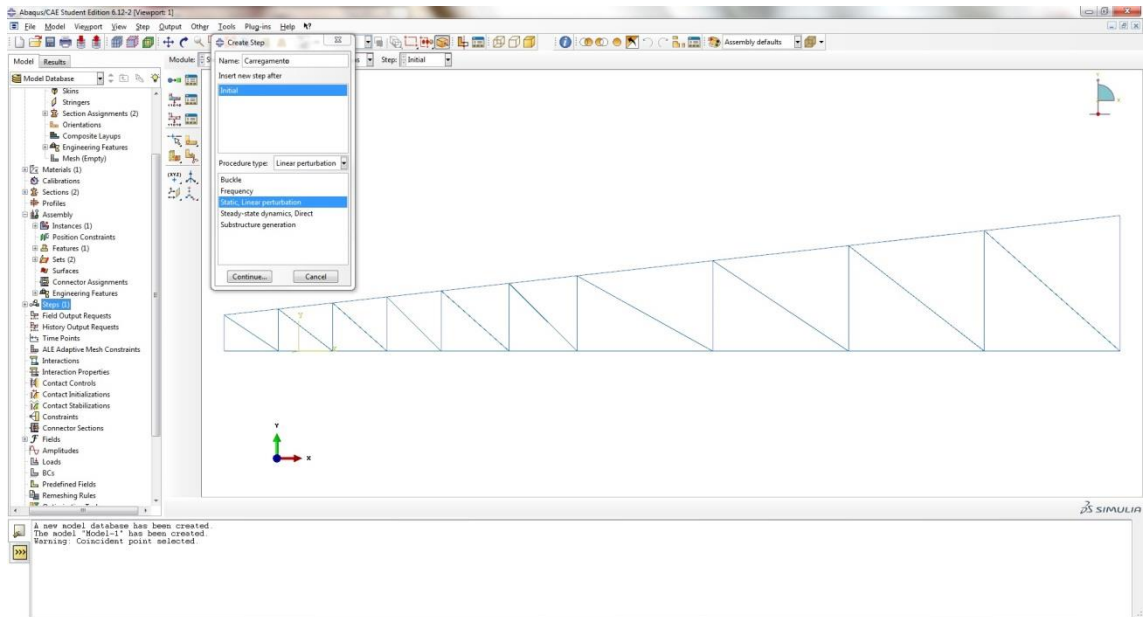 Abaqus/CAE Student Edition 6.12-2 [Viewport: 1]
File Model Viewport View Step Output Other Tools Plug-ins Help
Assembly defaults
Model Results
Module:
Step: Initial
Model Database
Skins
Stringers
Section Assignments (2)
Orientations
Composite Layups
Engineering Features
Mesh (Empty)
Materials (1)
Calibrations
Sections (2)
Profiles
Assembly
Instances (1)
Position Constraints
Features (1)
Sets (2)
Surfaces
Connector Assignments
Engineering Features
Steps (1)
Field Output Requests
History Output Requests
Time Points
ALE Adaptive Mesh Constraints
Interactions
Interaction Properties
Contact Controls
Contact Initializations
Contact Stabilizations
Constraints
Connector Sections
Fields
Amplitudes
Loads
BCs
Predefined Fields
Remeshing Rules
Create Step
Name: Carregamento
Insert new step after
Initial
Procedure type: Linear perturbation
Buckle
Frequency
Static, Linear perturbation
Steady-state dynamics, Direct
Substructure generation
Continue... Cancel
Y
Y
X
SIMULIA
A new model database has been created.
The model "Model-1" has been created.
Warning: Coincident point selected.